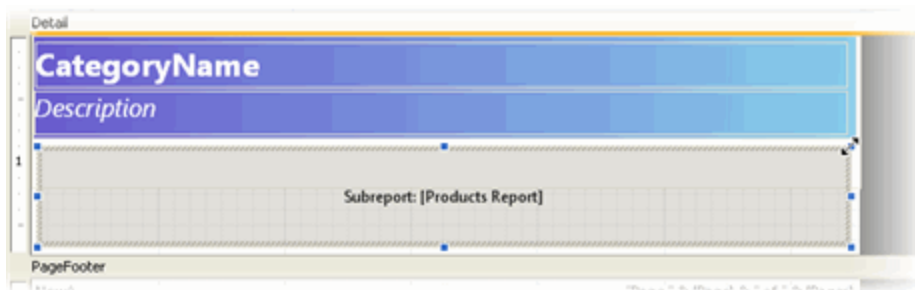 Detail
CategoryName
Description
1
Subreport: [Products Report]
PageFooter